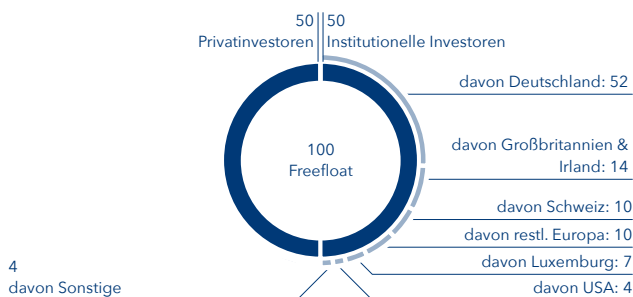 50 50
Privatinvestoren Institutionelle Investoren
davon Deutschland: 52
davon Großbritannien &
Irland: 14
100
Freefloat
davon Schweiz: 10
davon restl. Europa: 10
davon Luxemburg: 7
davon USA: 4
4
davon Sonstige